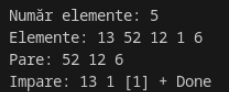 Număr elemente: 5
Elemente: 13 52 12 1 6
Pare: 52 12 6
Impare: 13 1 [1] + Done